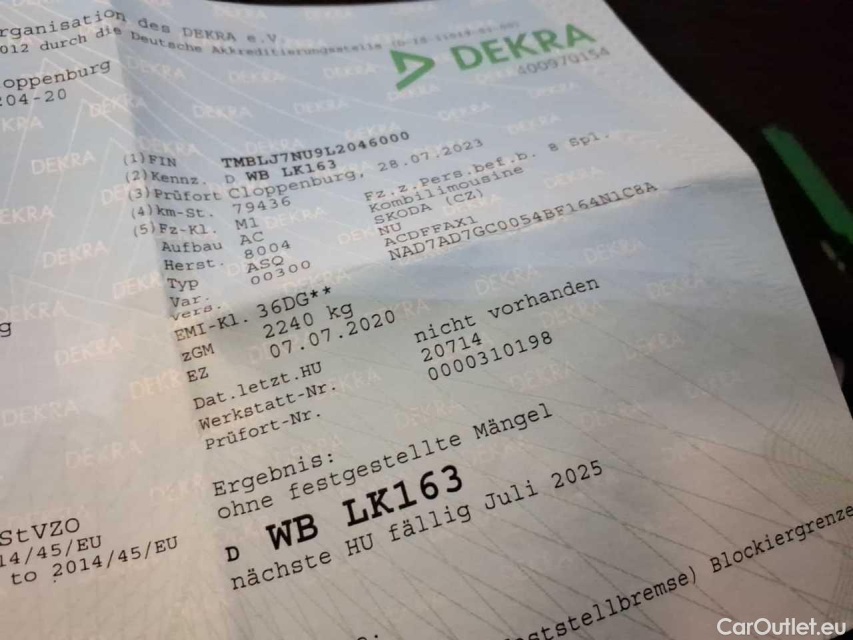 rganisation des DEKRA e.V.
012 durch die Deutsche Akkreditierungsstelle
DEKRA
400970154
oppenburg
204-20
(1) FIN TMBLJ7NU9L2046000
(2) Kennz. D WB LK163
(3) Prüfort Cloppenburg, 28.07.2023
(4) km-St. 79436 Fz.z.Pers.bef.b. 8 Spl.
(5) Fz-Kl. M1 Kombilimousine
Aufbau AC SKODA (CZ)
Herst. 8004 NU
Typ ASQ ACDFFAX1
Var. 00300 NAD7AD7GC0054BF164N1C8A
vers.
EMI-Kl. 36DG**
zGM 2240 kg
EZ 07.07.2020
Dat.letzt.HU nicht vorhanden
Werkstatt-Nr. 20714
Prüfort-Nr. 0000310198
g
Ergebnis:
ohne festgestellte Mängel
D WB LK163
nächste HU fällig Juli 2025
StVZO
14/45/EU
to 2014/45/EU
eststellbremse) Blockiergrenze
CarOutlet.eu